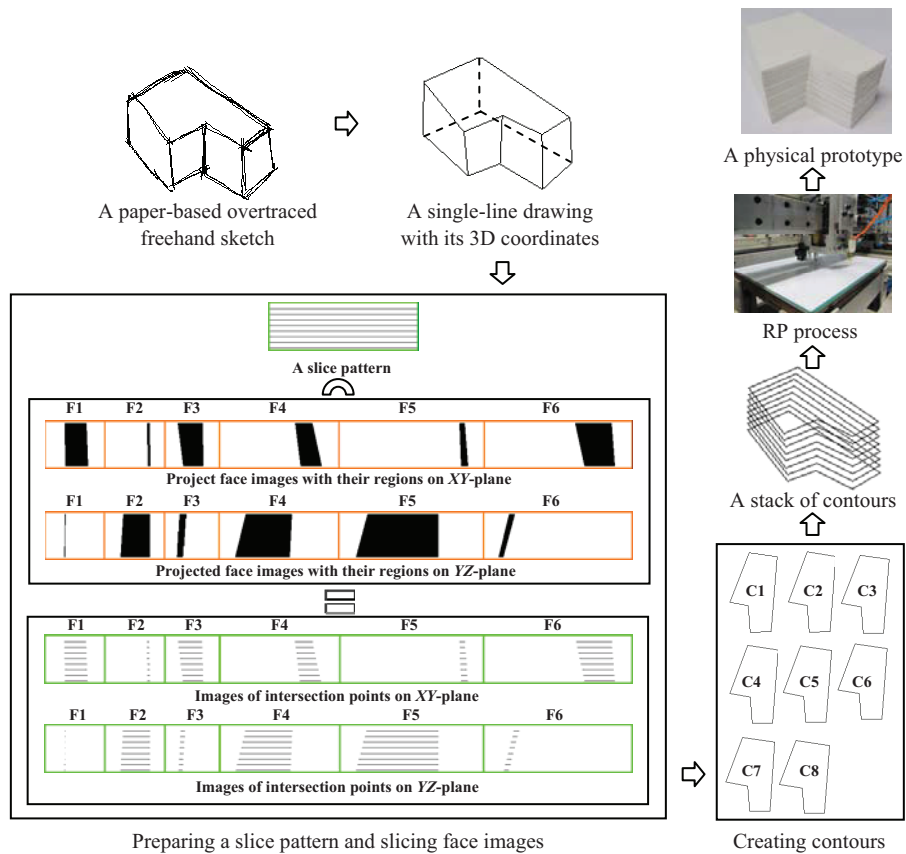 A paper-based overtraced
freehand sketch
A single-line drawing
with its 3D coordinates
A physical prototype
RP process
A stack of contours
A slice pattern
F1 F2 F3 F4 F5 F6
Project face images with their regions on XY-plane
F1 F2 F3 F4 F5 F6
Projected face images with their regions on YZ-plane
F1 F2 F3 F4 F5 F6
Images of intersection points on XY-plane
F1 F2 F3 F4 F5 F6
Images of intersection points on YZ-plane
Preparing a slice pattern and slicing face images
C1 C2 C3
C4 C5 C6
C7 C8
Creating contours